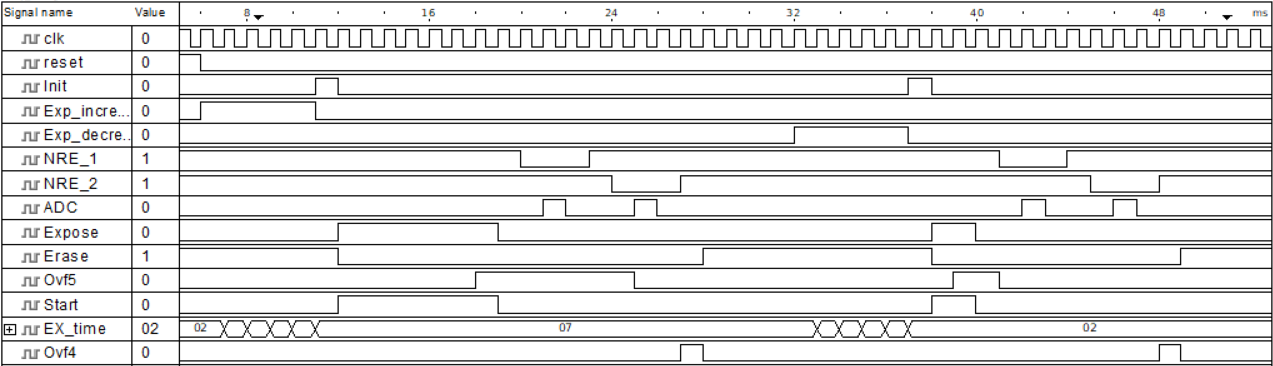 Signal name Value 8 16 24 32 40 48 ms
clk 0
reset 0
Init 0
Exp_incre... 0
Exp_decre.. 0
NRE_1 1
NRE_2 1
ADC 0
Expose 0
Erase 1
Ovf5 0
Start 0
EX_time 02 02 07 02
Ovf4 0